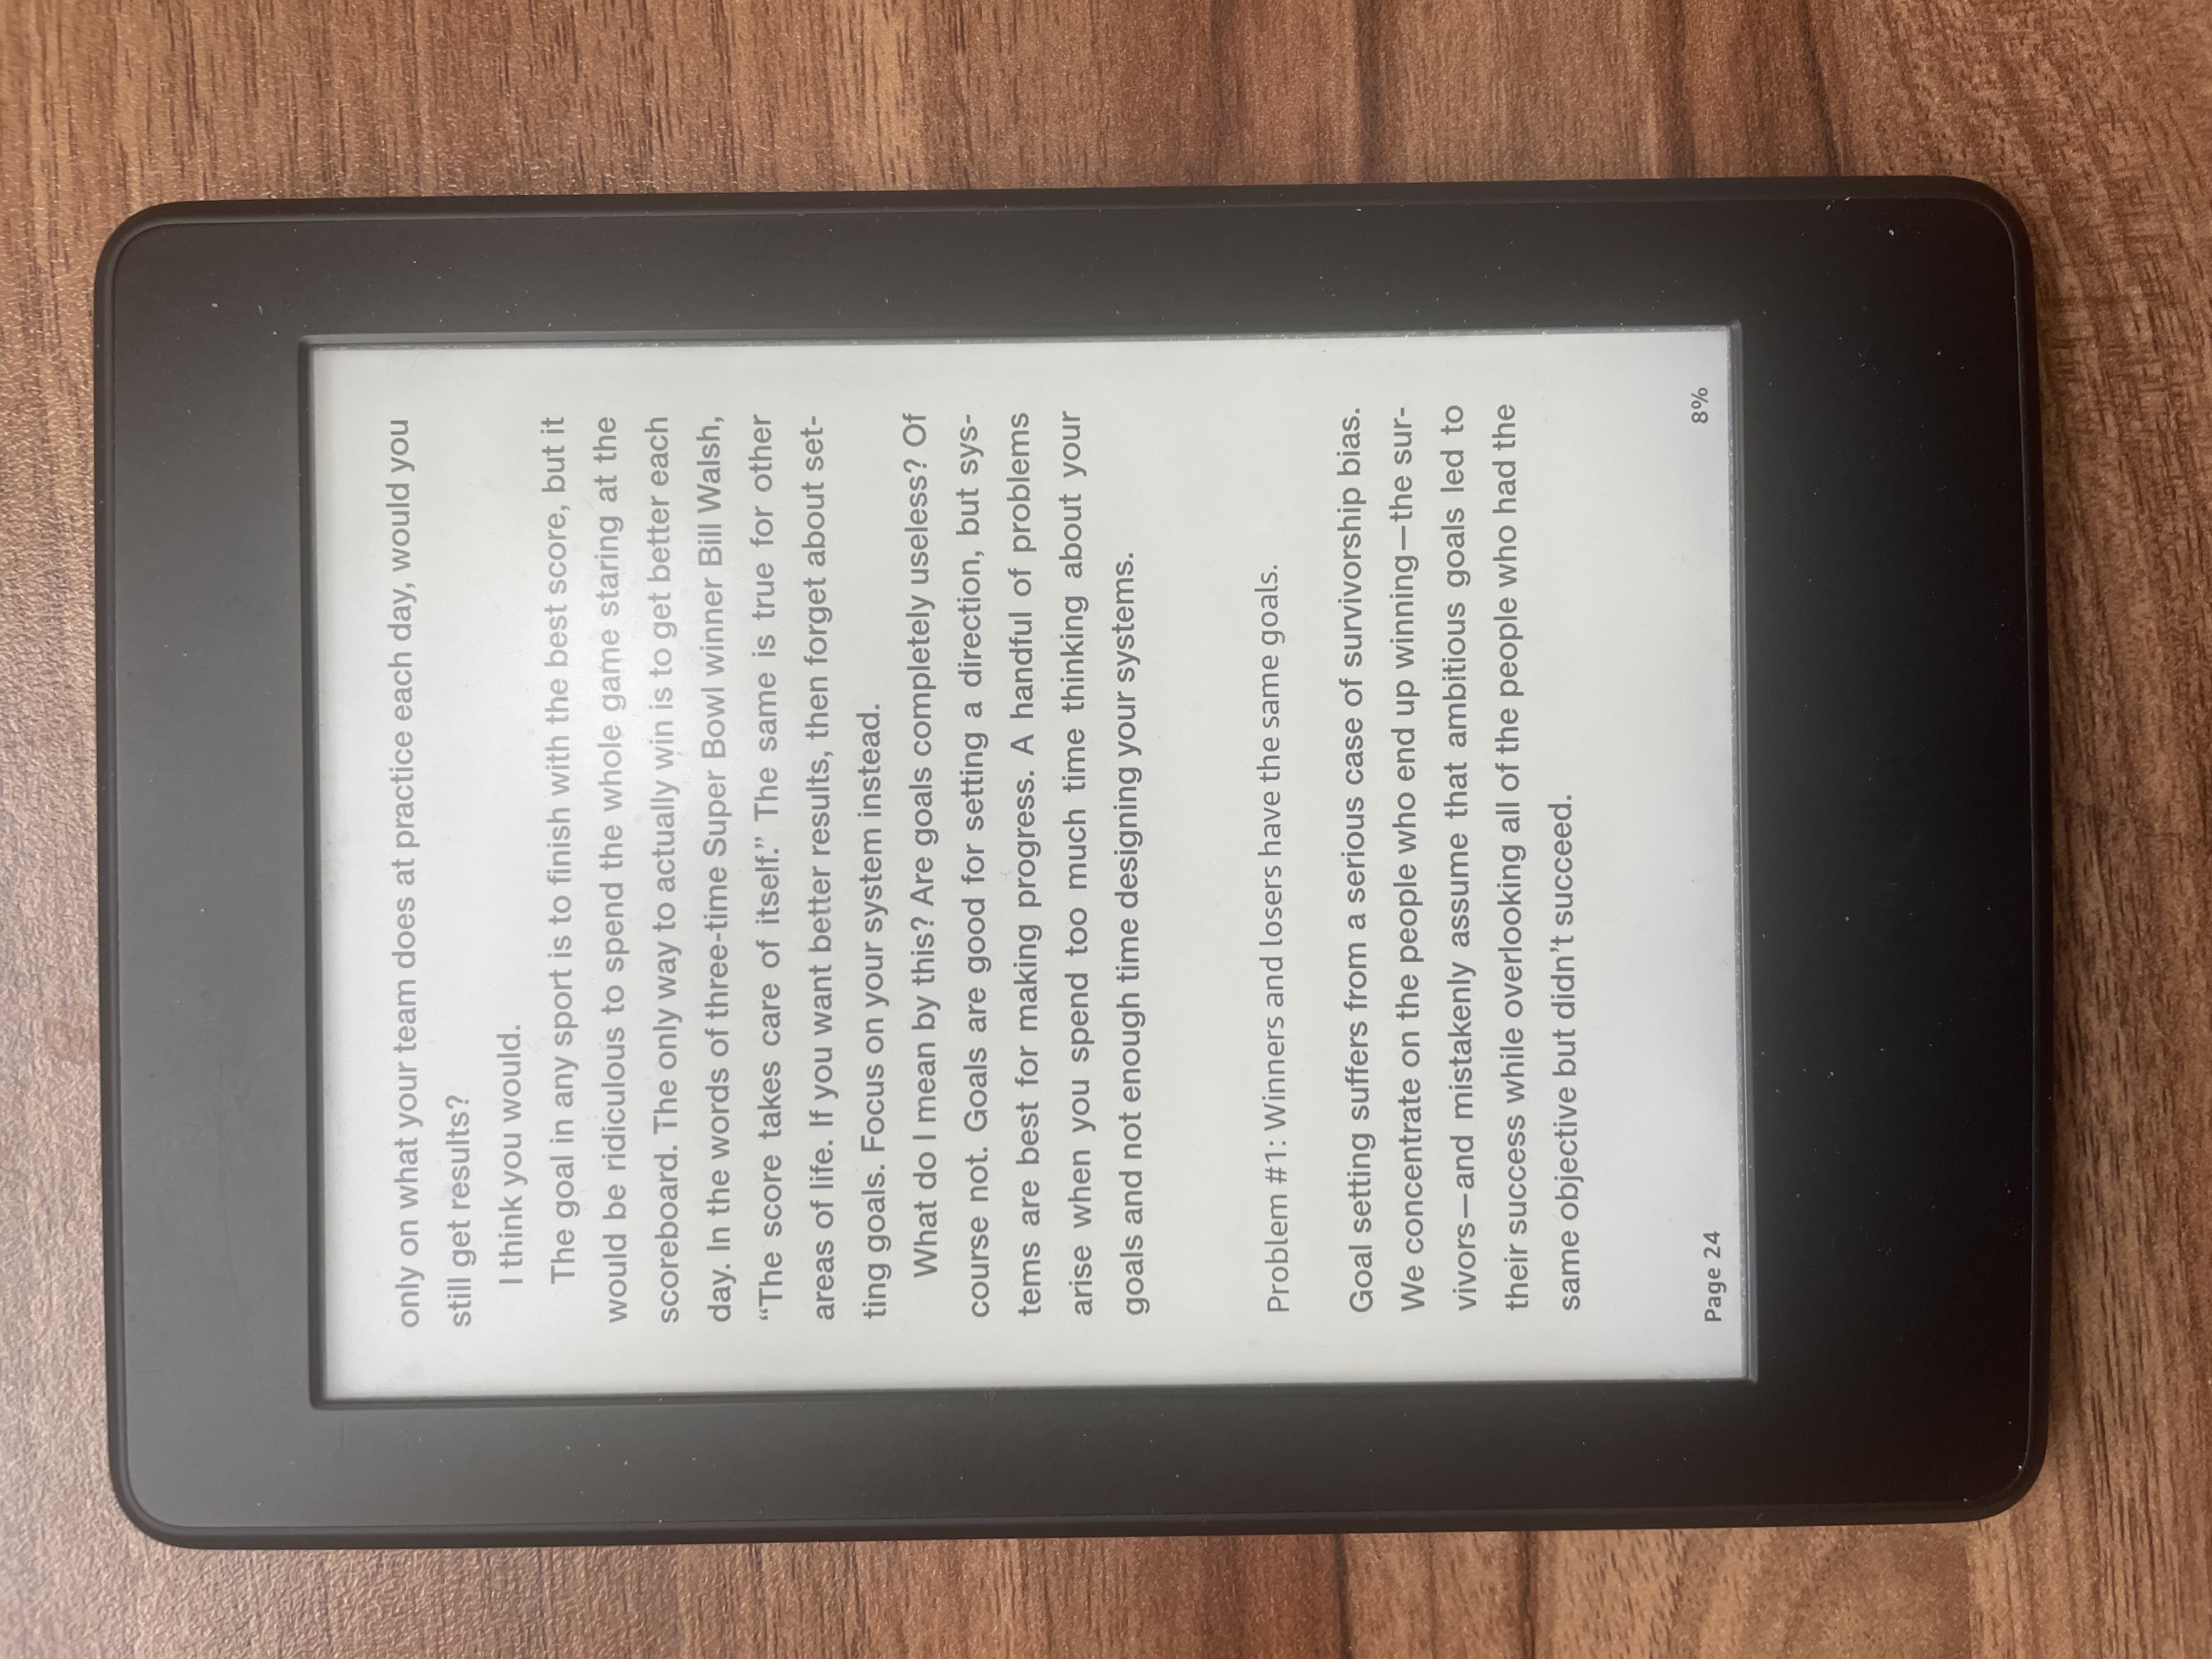 only on what your team does at practice each day, would you
still get results?
I think you would.
The goal in any sport is to finish with the best score, but it
would be ridiculous to spend the whole game staring at the
scoreboard. The only way to actually win is to get better each
day. In the words of three-time Super Bowl winner Bill Walsh,
“The score takes care of itself.” The same is true for other
areas of life. If you want better results, then forget about set-
ting goals. Focus on your system instead.
What do I mean by this? Are goals completely useless? Of
course not. Goals are good for setting a direction, but sys-
tems are best for making progress. A handful of problems
arise when you spend too much time thinking about your
goals and not enough time designing your systems.
Problem #1: Winners and losers have the same goals.
Goal setting suffers from a serious case of survivorship bias.
We concentrate on the people who end up winning—the sur-
vivors—and mistakenly assume that ambitious goals led to
their success while overlooking all of the people who had the
same objective but didn’t succeed.
Page 24 8%